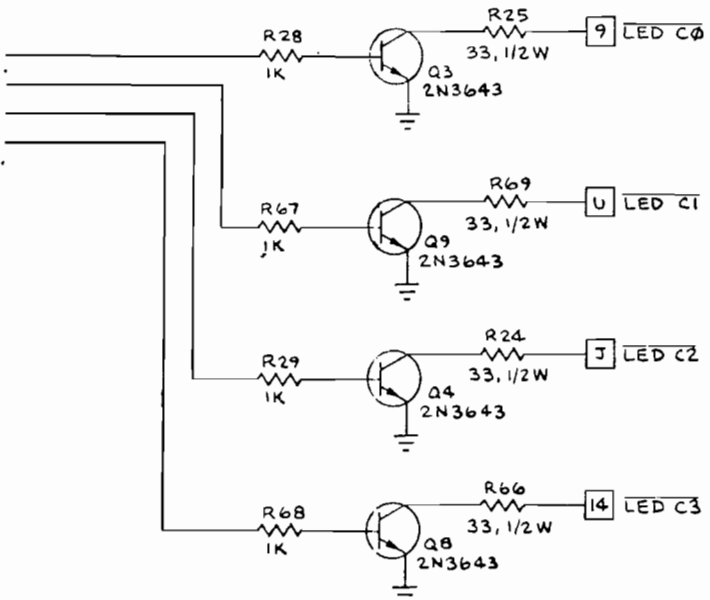 R28
1K
Q3
2N3643
R25
33, 1/2W
9
LED CØ
R67
1K
Q9
2N3643
R69
33, 1/2W
U
LED C1
R29
1K
Q4
2N3643
R24
33, 1/2W
J
LED C2
R68
1K
Q8
2N3643
R66
33, 1/2W
14
LED C3